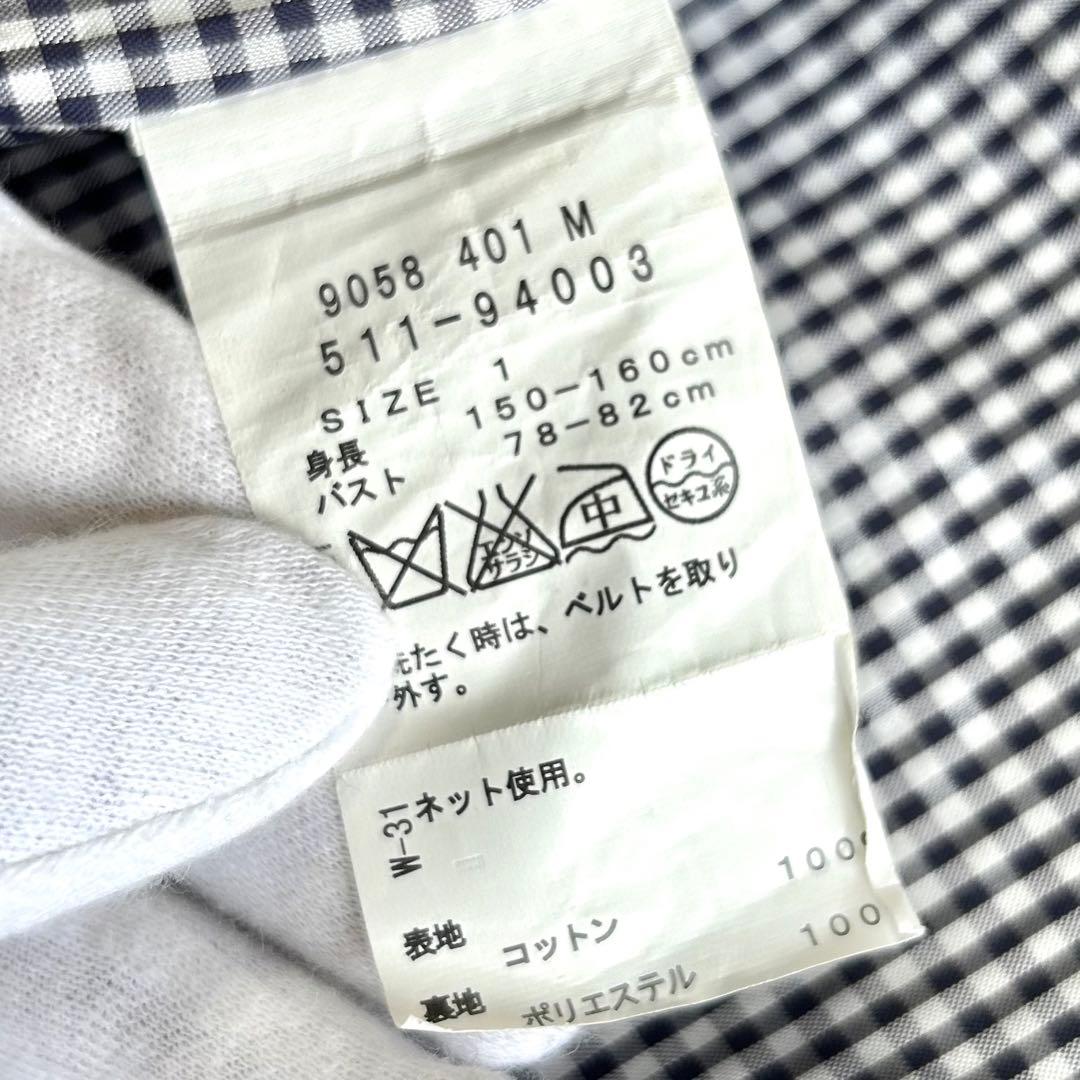 9058 401 M
511-94003
SIZE 1
身長 150-160cm
バスト 78-82cm
エンソ
サラシ
中
ドライ
セキユ系
洗たく時は、ベルトを取り
外す。
W-31
ネット使用。
表地 コットン 100
裏地 ポリエステル 100